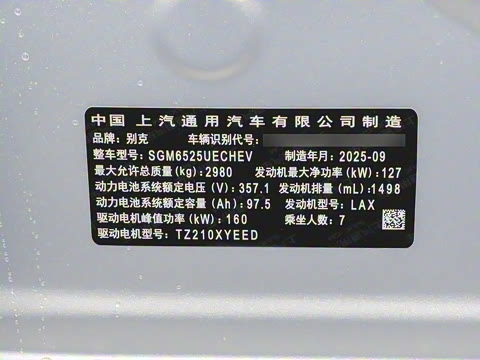 中国 上汽通用汽车有限公司制造
品牌：别克 车辆识别代号：
整车型号：SGM6525UECHEV 制造年月：2025-09
最大允许总质量(kg)：2980 发动机最大净功率(kW)：127
动力电池系统额定电压(V)：357.1 发动机排量(mL)：1498
动力电池系统额定容量(Ah)：97.5 发动机型号：LAX
驱动电机峰值功率(kW)：160 乘坐人数：7
驱动电机型号：TZ210XYEED